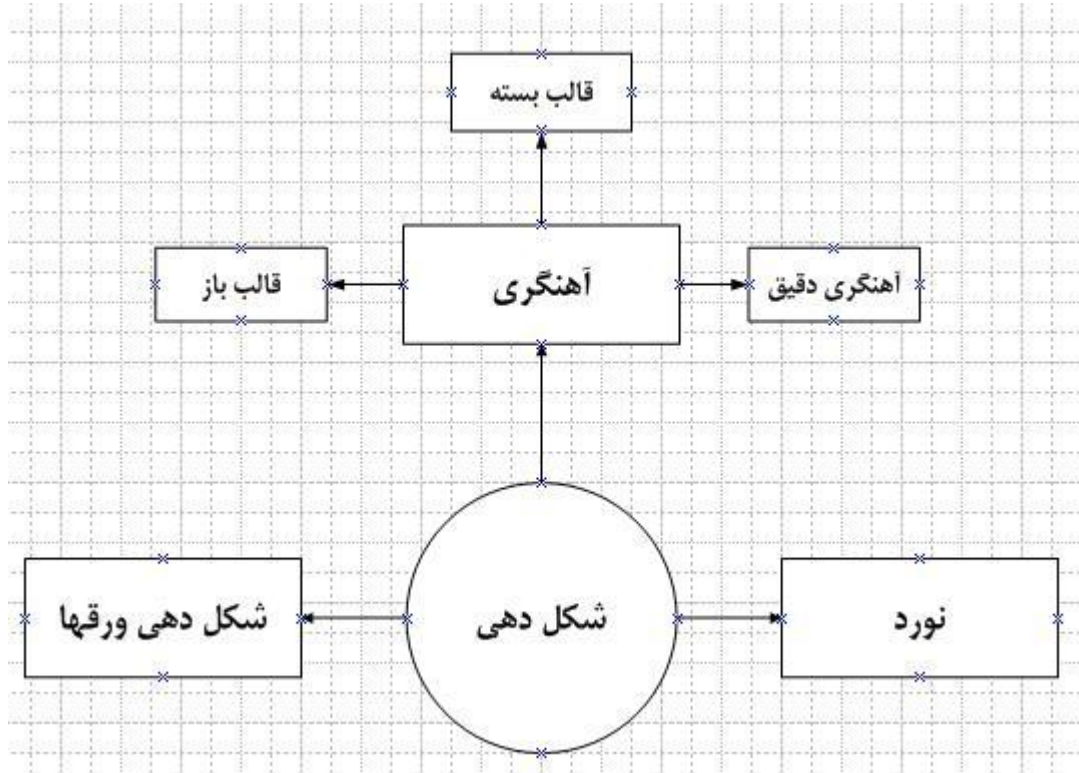 قالب بسته
آهنگری دقیق
آهنگری
قالب باز
نورد
شکل دهی
شکل دهی ورقها